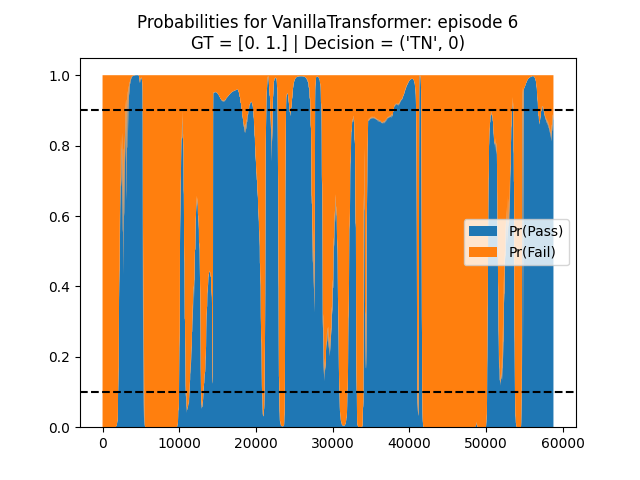 Probabilities for VanillaTransformer: episode 6
GT = [0. 1.] | Decision = ('TN', 0)
1.0
0.8
0.6
0.4
0.2
0.0
Pr(Pass)
Pr(Fail)
0 10000 20000 30000 40000 50000 60000